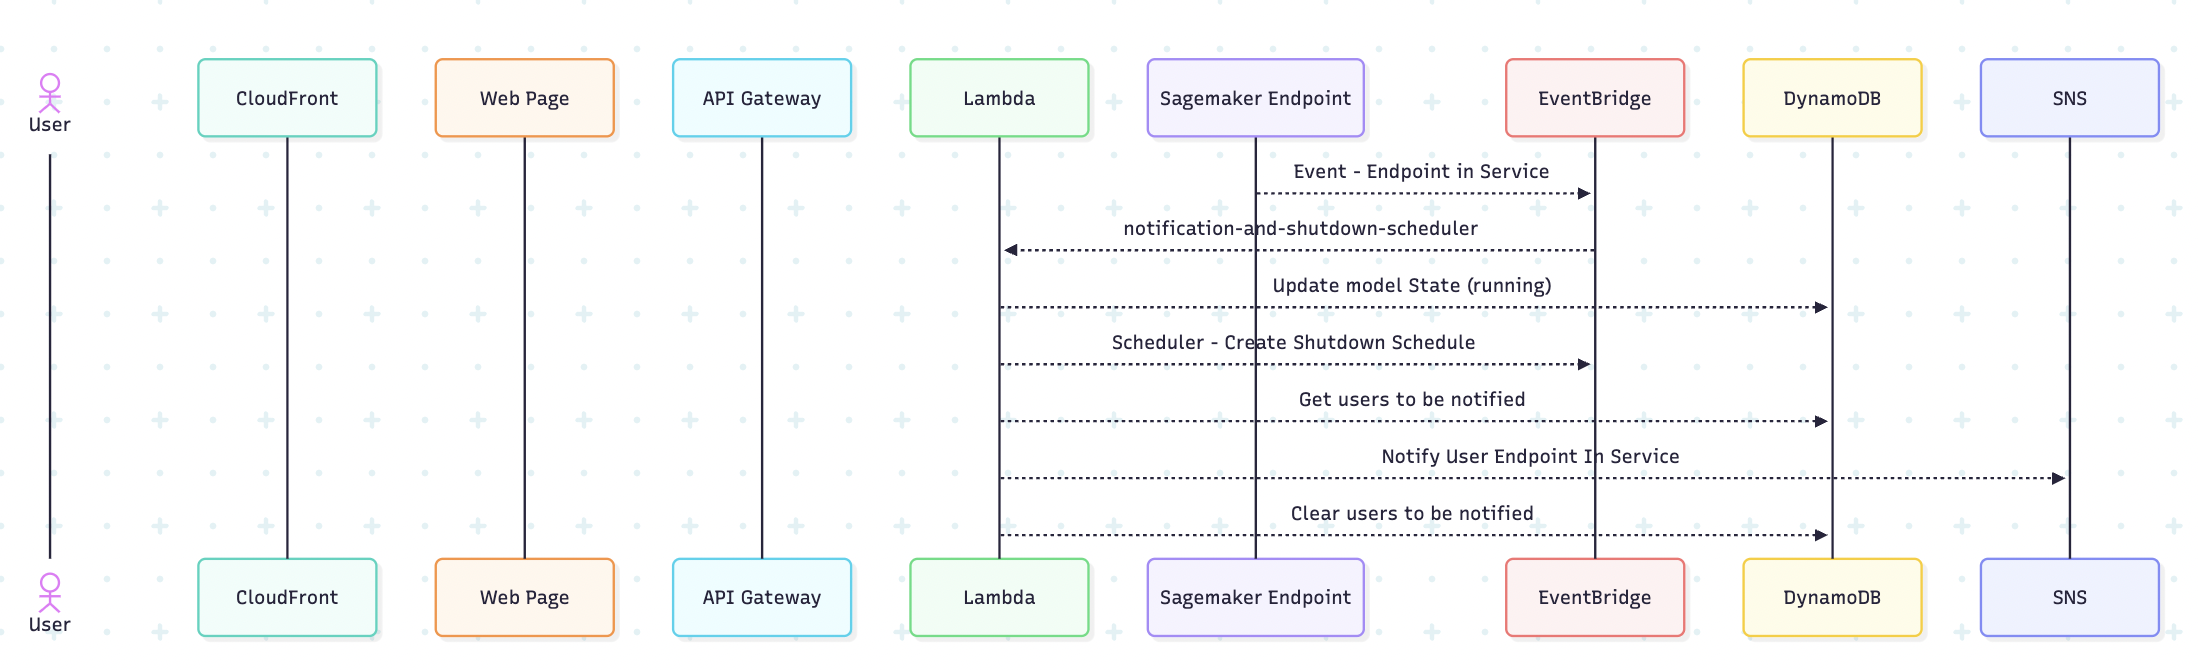 User
CloudFront
Web Page
API Gateway
Lambda
Sagemaker Endpoint
EventBridge
DynamoDB
SNS
Event - Endpoint in Service
notification-and-shutdown-scheduler
Update model State (running)
Scheduler - Create Shutdown Schedule
Get users to be notified
Notify User Endpoint In Service
Clear users to be notified
User
CloudFront
Web Page
API Gateway
Lambda
Sagemaker Endpoint
EventBridge
DynamoDB
SNS